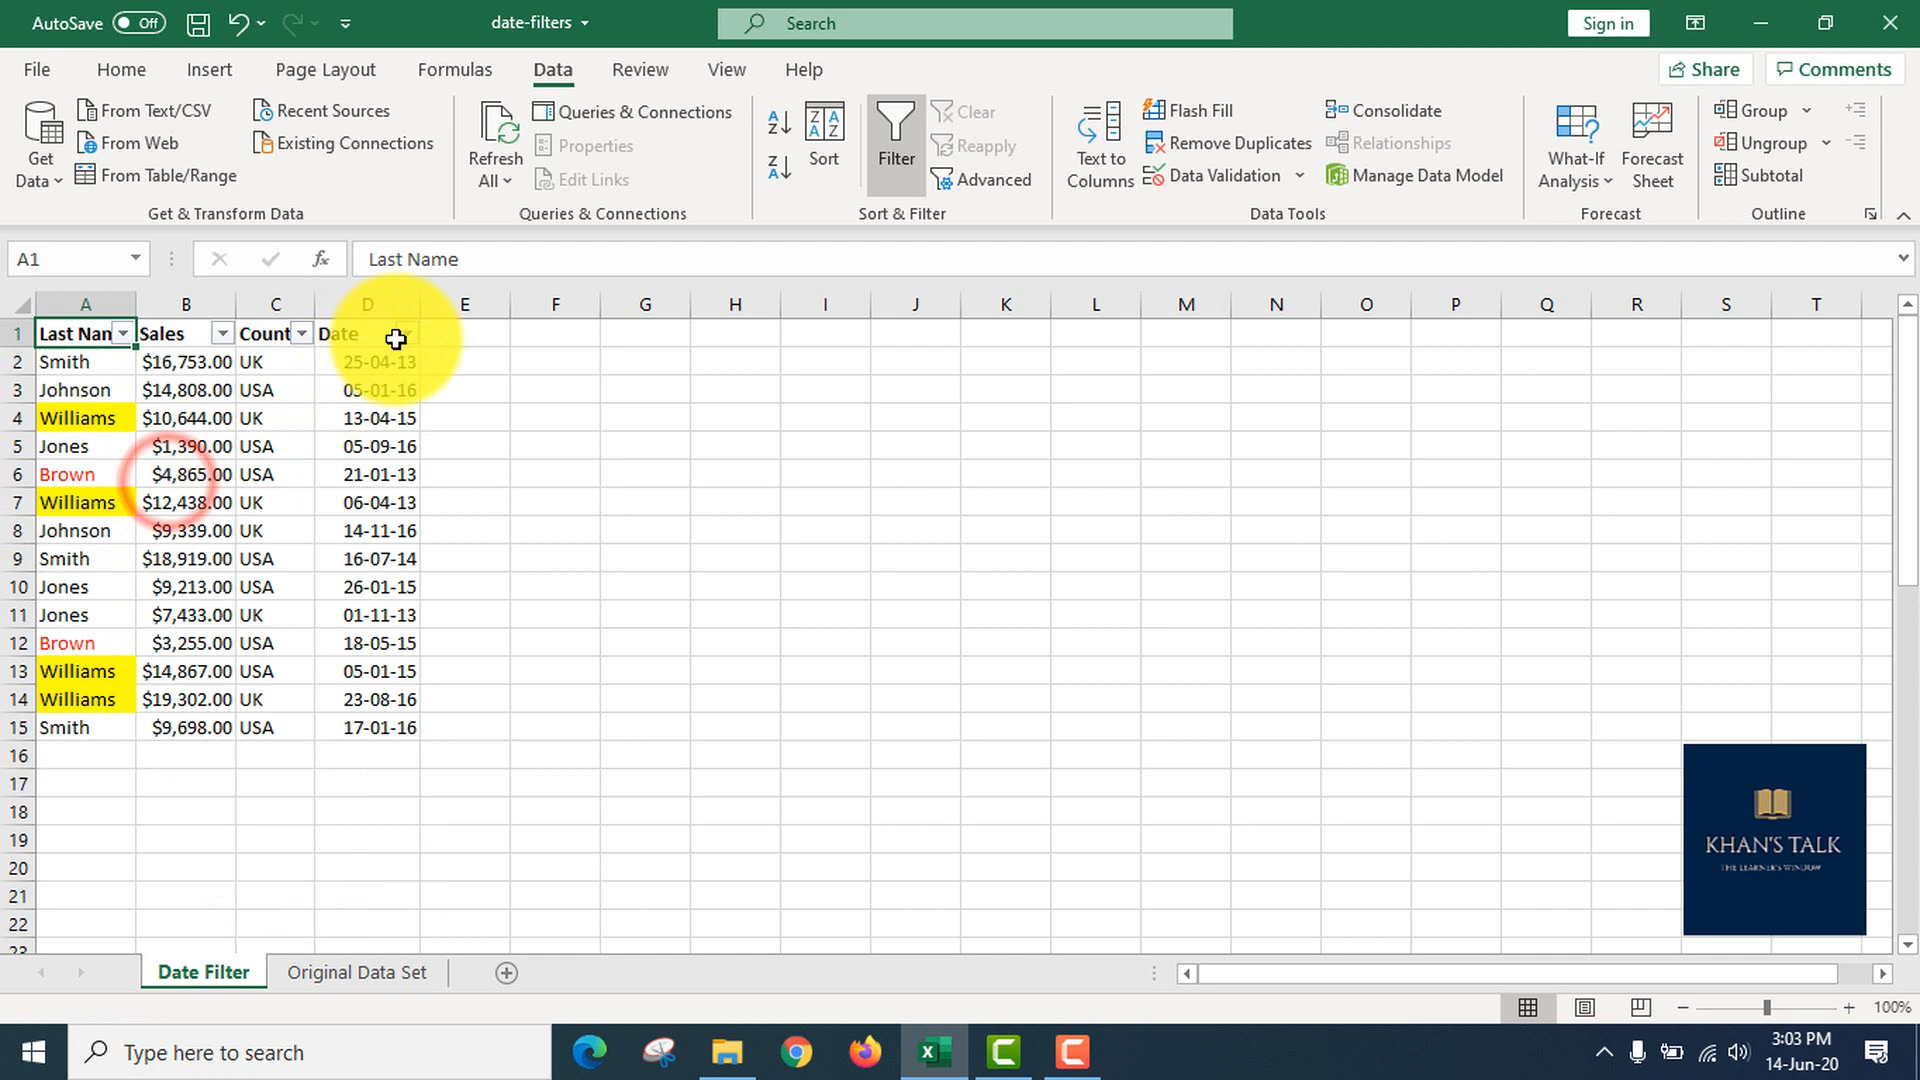 AutoSave Off date-filters Search Sign in
File Home Insert Page Layout Formulas Data Review View Help Share Comments
Get Data From Text/CSV From Web From Table/Range Recent Sources Existing Connections
Get & Transform Data
Refresh All Queries & Connections Properties Edit Links
Queries & Connections
Sort Filter Clear Reapply Advanced
Sort & Filter
Text to Columns Flash Fill Remove Duplicates Data Validation Consolidate Relationships Manage Data Model
Data Tools
What-If Analysis Forecast Sheet
Forecast
Group Ungroup Subtotal
Outline
A1 fx Last Name
A B C D E F G H I J K L M N O P Q R S T
1 Last Nam Sales Count Date
2 Smith $16,753.00 UK 25-04-13
3 Johnson $14,808.00 USA 05-01-16
4 Williams $10,644.00 UK 13-04-15
5 Jones $1,390.00 USA 05-09-16
6 Brown $4,865.00 USA 21-01-13
7 Williams $12,438.00 UK 06-04-13
8 Johnson $9,339.00 UK 14-11-16
9 Smith $18,919.00 USA 16-07-14
10 Jones $9,213.00 USA 26-01-15
11 Jones $7,433.00 UK 01-11-13
12 Brown $3,255.00 USA 18-05-15
13 Williams $14,867.00 USA 05-01-15
14 Williams $19,302.00 UK 23-08-16
15 Smith $9,698.00 USA 17-01-16
16
17
18
19
20
21
22
23
KHAN'S TALK
THE LEARNER'S WINDOW
Date Filter Original Data Set
100%
Type here to search
3:03 PM
14-Jun-20